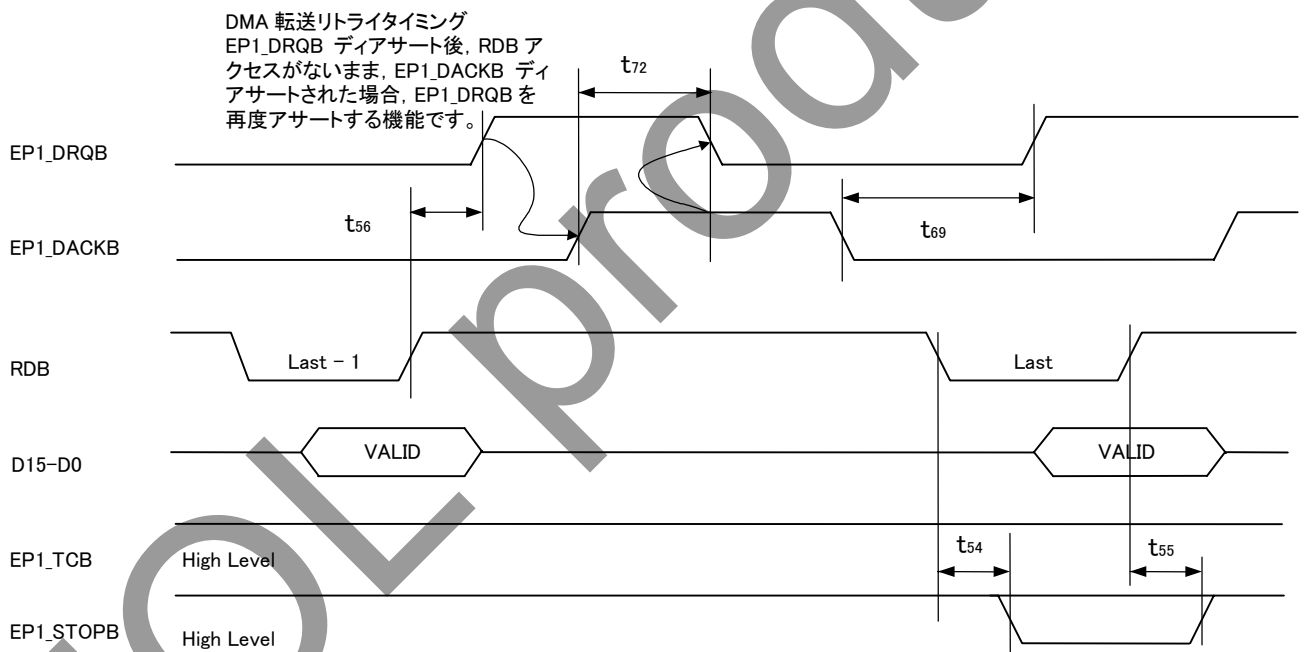 DMA 転送リトライタイミング
EP1_DRQB ディアサート後, RDB ア
クセスがないまま, EP1_DACKB ディ
アサートされた場合, EP1_DRQB を
再度アサートする機能です。
t72
EP1_DRQB
t56
t69
EP1_DACKB
RDB
Last - 1
Last
D15-D0
VALID
VALID
EP1_TCB
High Level
t54
t55
EP1_STOPB
High Level